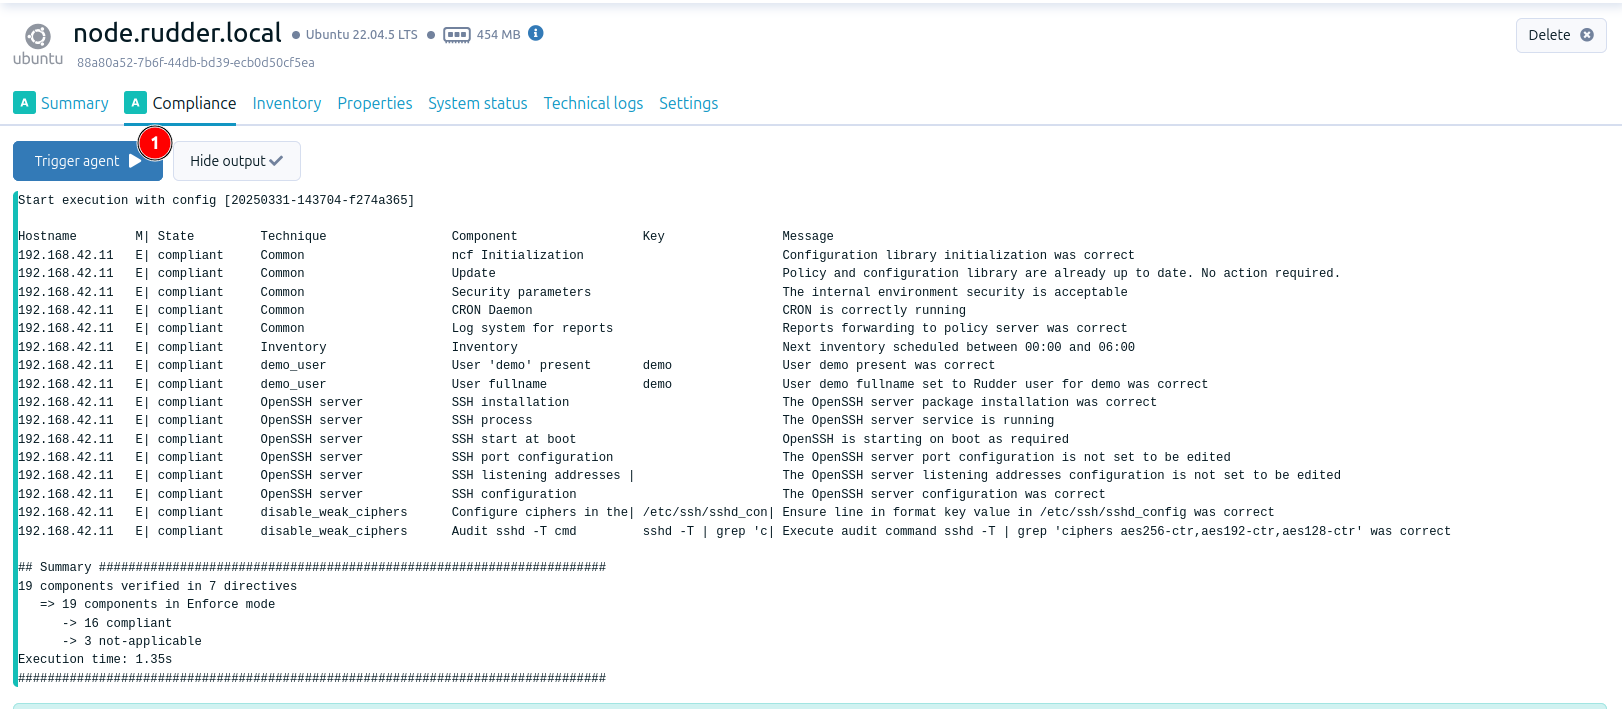 node.rudder.local ● Ubuntu 22.04.5 LTS ● 454 MB i
Delete
ubuntu
88a80a52-7b6f-44db-bd39-ecb0d50cf5ea
A Summary A Compliance Inventory Properties System status Technical logs Settings
1
Trigger agent Hide output
Start execution with config [20250331-143704-f274a365]
Hostname M| State Technique Component Key Message
192.168.42.11 E| compliant Common ncf Initialization Configuration library initialization was correct
192.168.42.11 E| compliant Common Update Policy and configuration library are already up to date. No action required.
192.168.42.11 E| compliant Common Security parameters The internal environment security is acceptable
192.168.42.11 E| compliant Common CRON Daemon CRON is correctly running
192.168.42.11 E| compliant Common Log system for reports Reports forwarding to policy server was correct
192.168.42.11 E| compliant Inventory Inventory Next inventory scheduled between 00:00 and 06:00
192.168.42.11 E| compliant demo_user User 'demo' present demo User demo present was correct
192.168.42.11 E| compliant demo_user User fullname demo User demo fullname set to Rudder user for demo was correct
192.168.42.11 E| compliant OpenSSH server SSH installation The OpenSSH server package installation was correct
192.168.42.11 E| compliant OpenSSH server SSH process The OpenSSH server service is running
192.168.42.11 E| compliant OpenSSH server SSH start at boot OpenSSH is starting on boot as required
192.168.42.11 E| compliant OpenSSH server SSH port configuration The OpenSSH server port configuration is not set to be edited
192.168.42.11 E| compliant OpenSSH server SSH listening addresses | The OpenSSH server listening addresses configuration is not set to be edited
192.168.42.11 E| compliant OpenSSH server SSH configuration The OpenSSH server configuration was correct
192.168.42.11 E| compliant disable_weak_ciphers Configure ciphers in the| /etc/ssh/sshd_con| Ensure line in format key value in /etc/ssh/sshd_config was correct
192.168.42.11 E| compliant disable_weak_ciphers Audit sshd -T cmd sshd -T | grep 'c| Execute audit command sshd -T | grep 'ciphers aes256-ctr,aes192-ctr,aes128-ctr' was correct
## Summary #####################################################################
19 components verified in 7 directives
=> 19 components in Enforce mode
-> 16 compliant
-> 3 not-applicable
Execution time: 1.35s
################################################################################